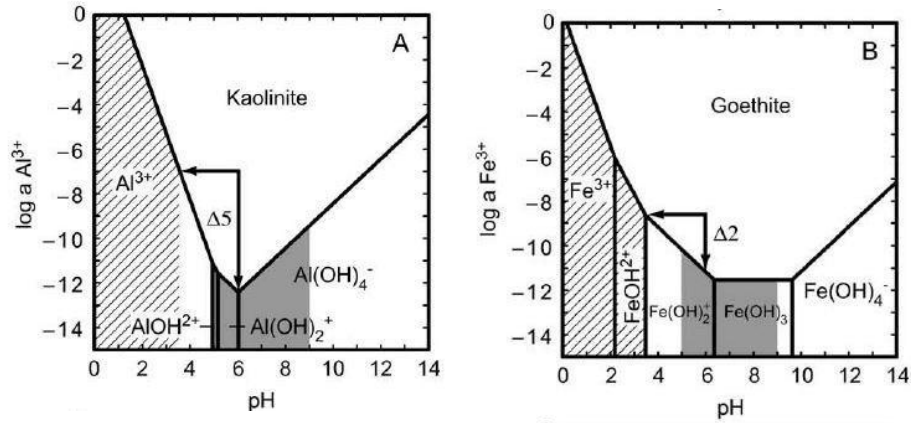 A
Kaolinite
Al³⁺
Δ5
Al(OH)₄⁻
AlOH²⁺
Al(OH)₂⁺
log a Al³⁺
0
−2
−4
−6
−8
−10
−12
−14
0 2 4 6 8 10 12 14
pH
B
Goethite
Fe³⁺
FeOH²⁺
Δ2
Fe(OH)₂⁺
Fe(OH)₃
Fe(OH)₄⁻
log a Fe³⁺
0
−2
−4
−6
−8
−10
−12
−14
0 2 4 6 8 10 12 14
pH